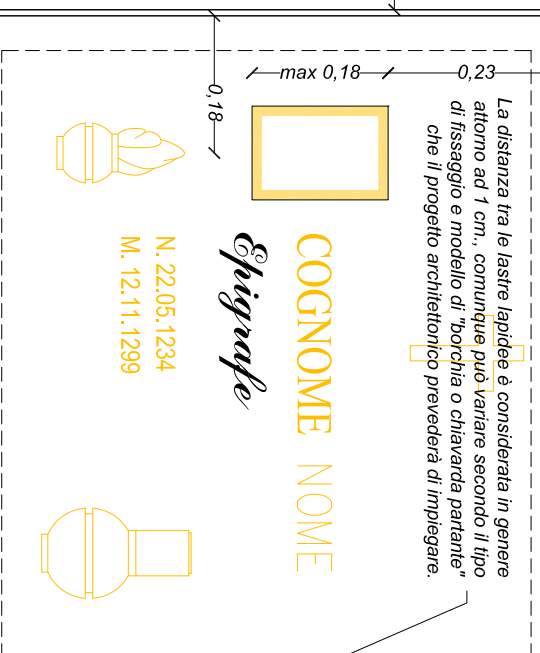 max 0,18
0,23
0,18
La distanza tra le lastre lapidee è considerata in genere
attorno ad 1 cm., comunque può variare secondo il tipo
di fissaggio e modello di "borchia o chiavarda partante"
che il progetto architettonico prevederà di impiegare.
COGNOME NOME
Epigrafe
N. 22.05.1234
M. 12.11.1299